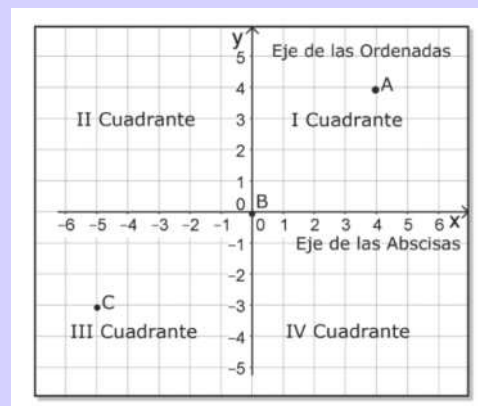 y
Eje de las Ordenadas
5
4
A
II Cuadrante
3
I Cuadrante
2
1
0
B
-6 -5 -4 -3 -2 -1 0 1 2 3 4 5 6 X
-1
Eje de las Abscisas
-2
C
-3
III Cuadrante
-4
IV Cuadrante
-5